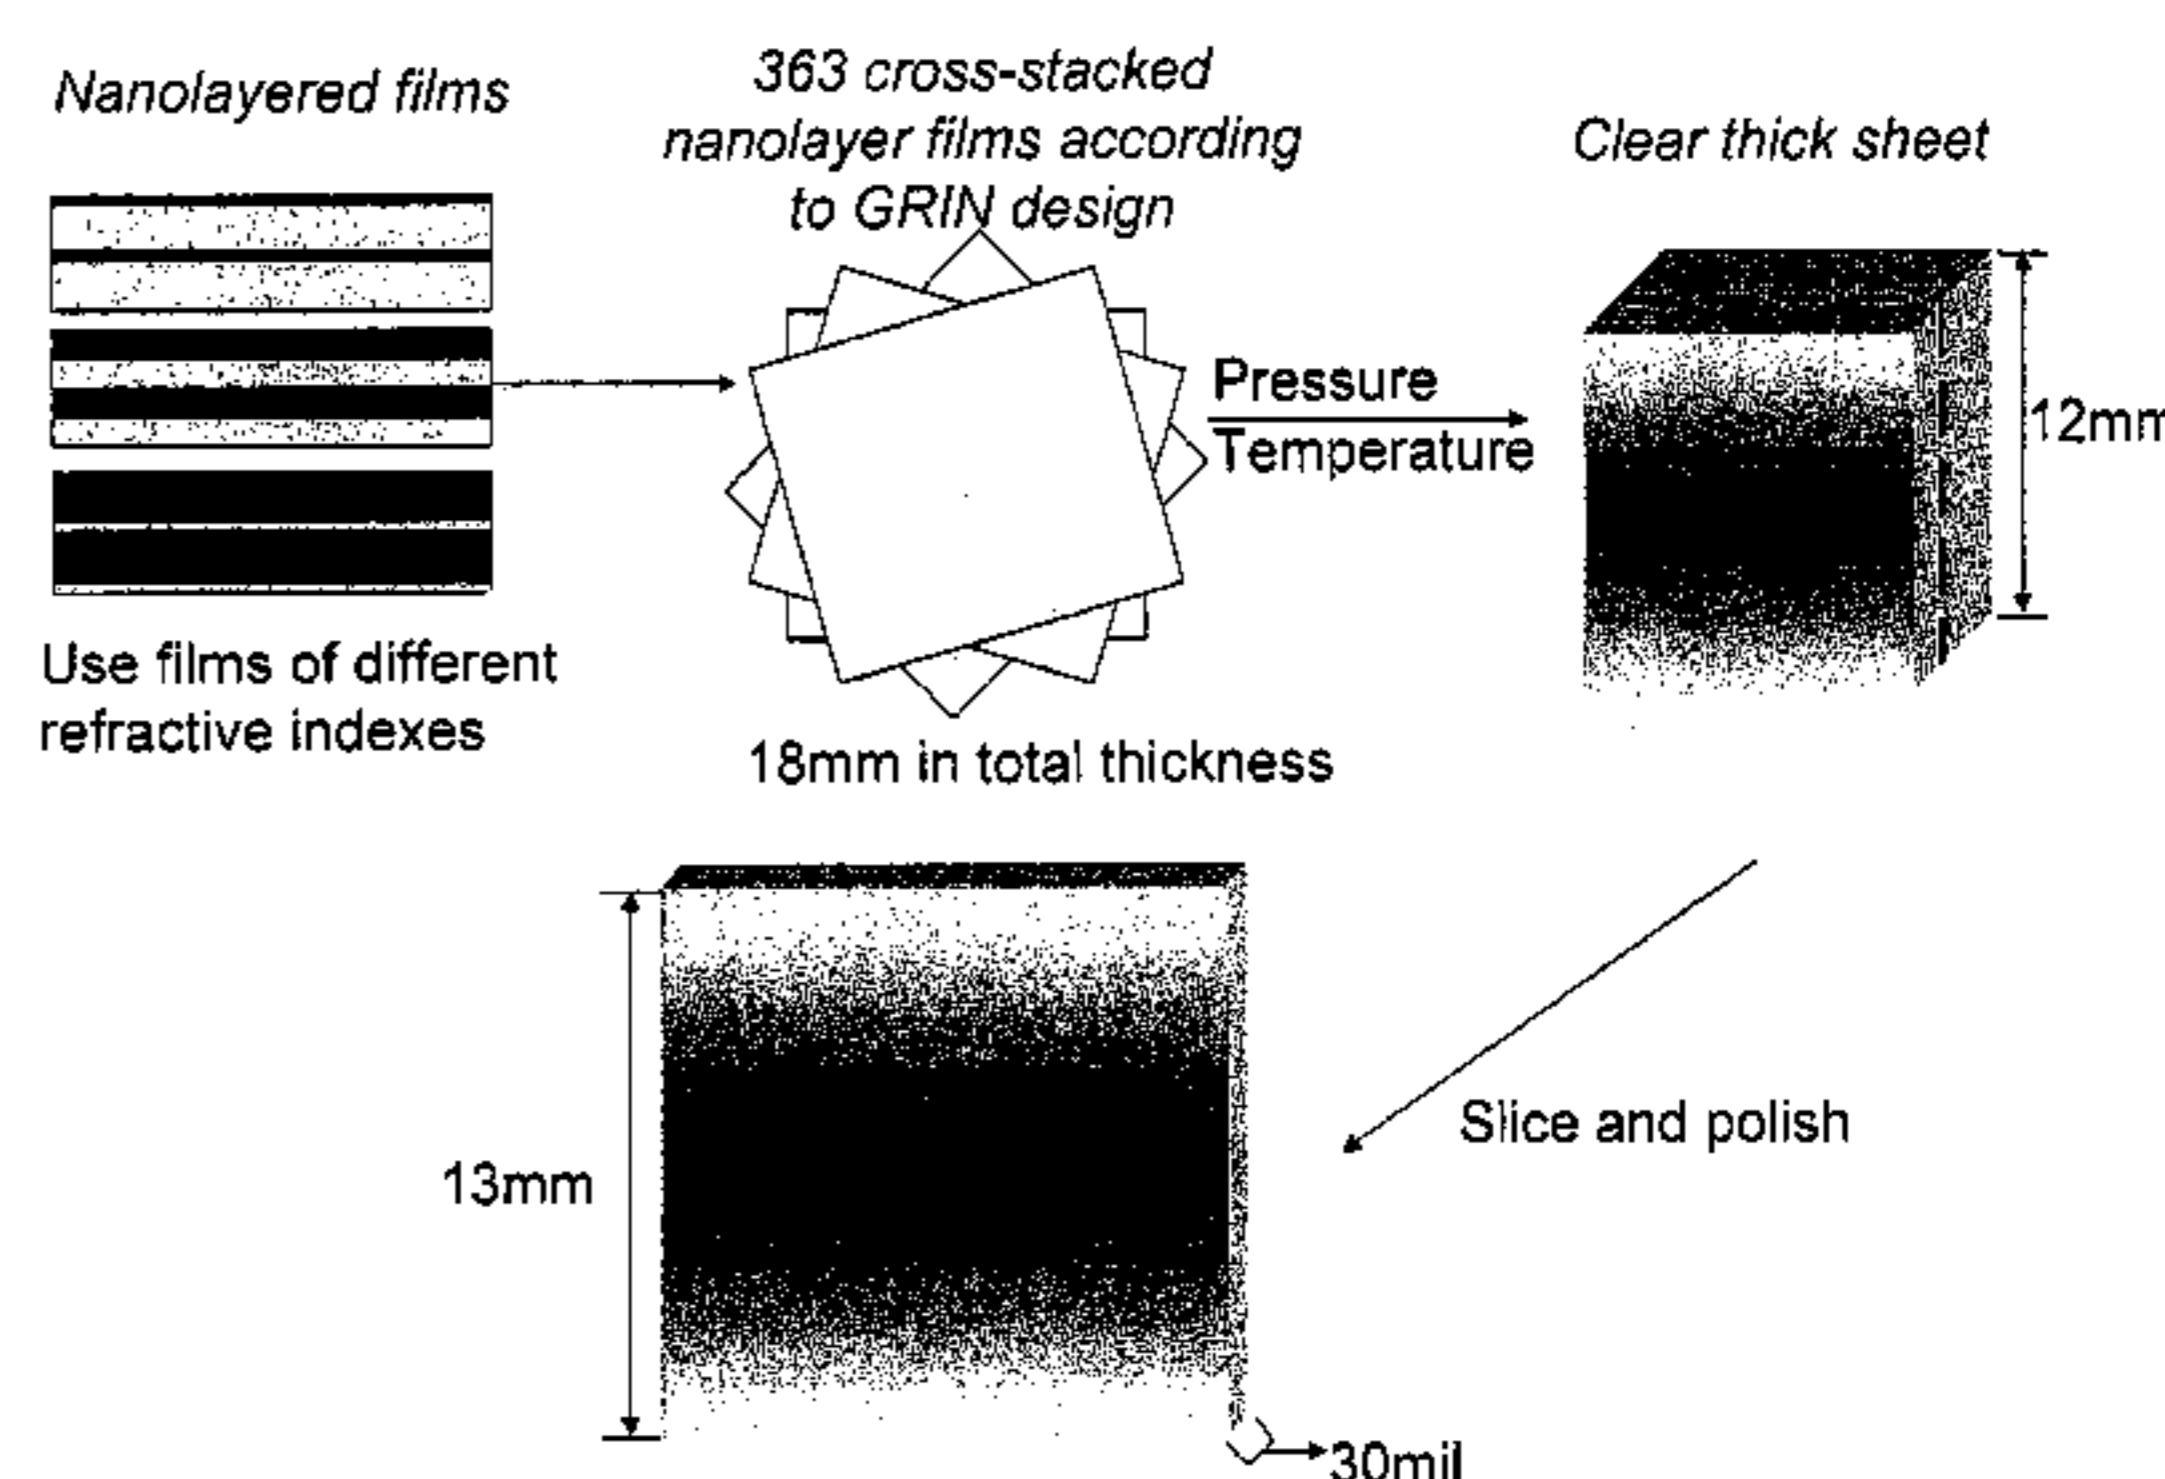 Nanolayered films
363 cross-stacked
nanolayer films according
to GRIN design
Clear thick sheet
Pressure
Temperature
12mm
Use films of different
refractive indexes
18mm in total thickness
Slice and polish
13mm
30mil